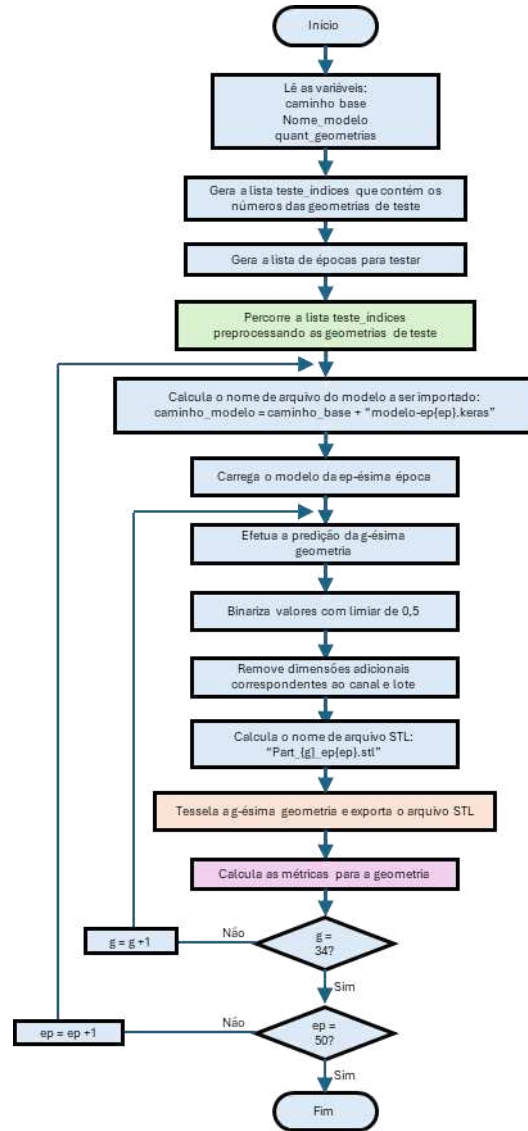 Início
Lê as variáveis:
caminho base
Nome_modelo
quant_geometrias
Gera a lista teste_índices que contém os
números das geometrias de teste
Gera a lista de épocas para testar
Percorre a lista teste_índices
preprocessando as geometrias de teste
Calcula o nome de arquivo do modelo a ser importado:
caminho_modelo = caminho_base + "modelo-ep{ep}.keras"
Carrega o modelo da ep-ésima época
Efetua a predição da g-ésima
geometria
Binariza valores com limiar de 0,5
Remove dimensões adicionais
correspondentes ao canal e lote
Calcula o nome de arquivo STL:
"Part_{g}_ep{ep}.stl"
Tessela a g-ésima geometria e exporta o arquivo STL
Calcula as métricas para a geometria
g =
34?
Não
g = g +1
Sim
ep =
50?
Não
ep = ep +1
Sim
Fim